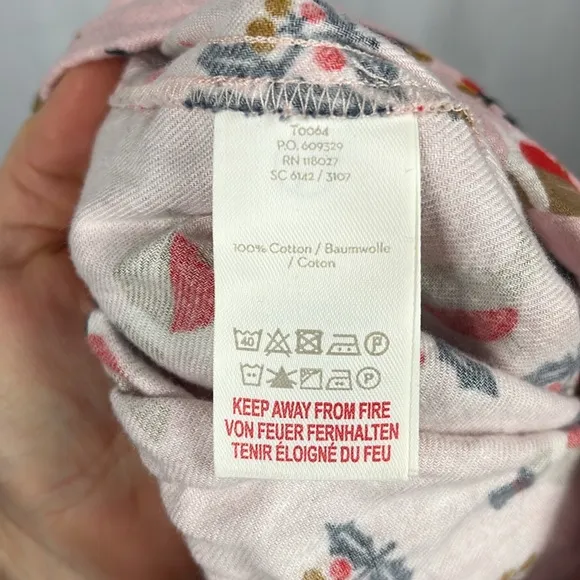 T0064
P.O. 609329
RN 118027
SC 6142 / 3107
100% Cotton / Baumwolle
/ Coton
40
P
P
KEEP AWAY FROM FIRE
VON FEUER FERNHALTEN
TENIR ÉLOIGNÉ DU FEU